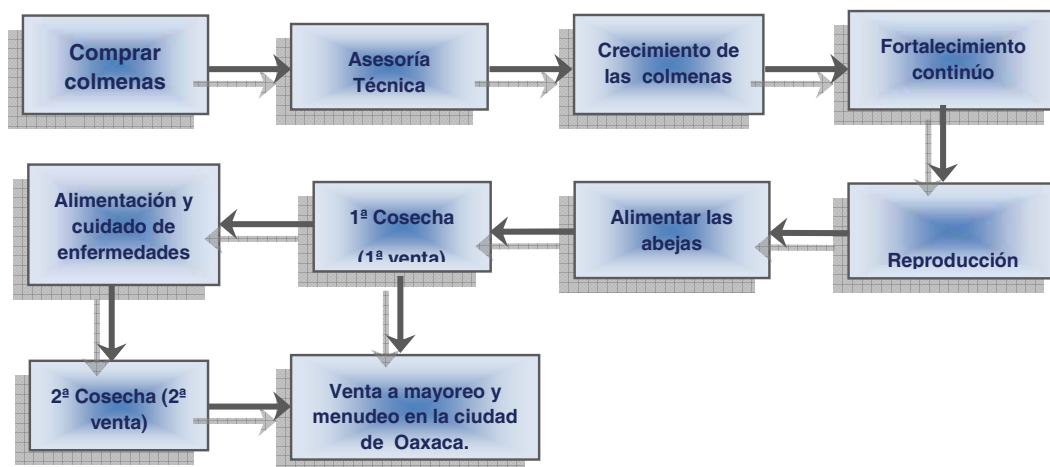 Comprar
colmenas
Asesoría
Técnica
Crecimiento de
las colmenas
Fortalecimiento
continúo
Reproducción
Alimentar las
abejas
1ª Cosecha
(1ª venta)
Alimentación y
cuidado de
enfermedades
2ª Cosecha (2ª
venta)
Venta a mayoreo y
menudeo en la ciudad
de Oaxaca.